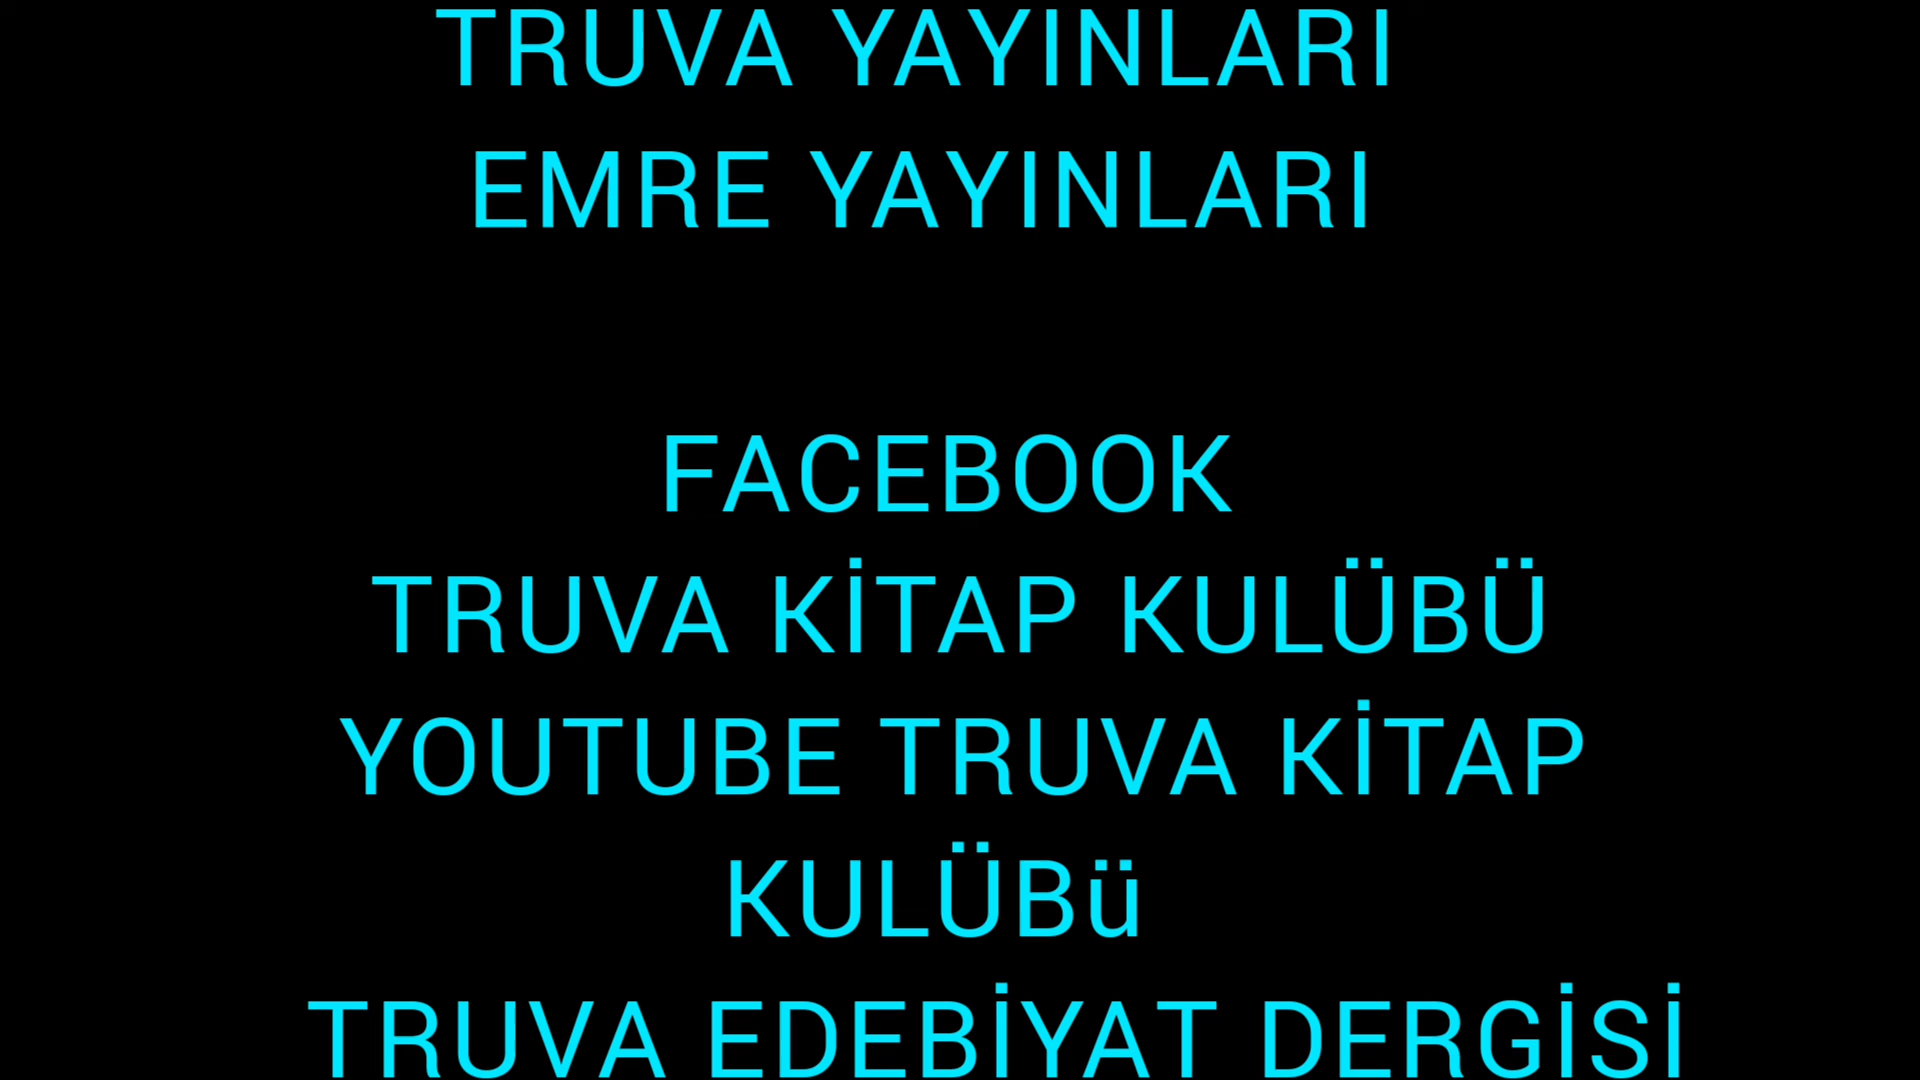 TRUVA YAYINLARI
EMRE YAYINLARI
FACEBOOK
TRUVA KİTAP KULÜBÜ
YOUTUBE TRUVA KİTAP
KULÜBü
TRUVA EDEBİYAT DERGİSİ